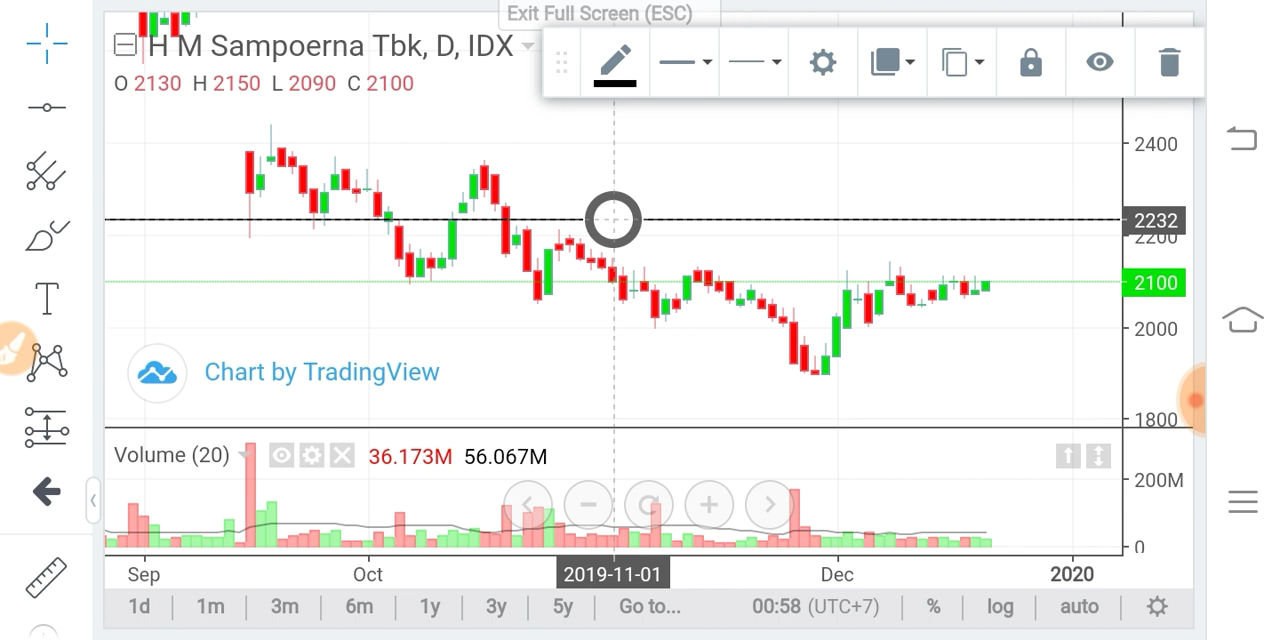 Exit Full Screen (ESC)
H M Sampoerna Tbk, D, IDX
O 2130 H 2150 L 2090 C 2100
2400
2232
2200
2100
2000
1800
Chart by TradingView
Volume (20) 36.173M 56.067M
200M
0
T
Sep Oct 2019-11-01 Dec 2020
1d 1m 3m 6m 1y 3y 5y Go to... 00:58 (UTC+7) % log auto